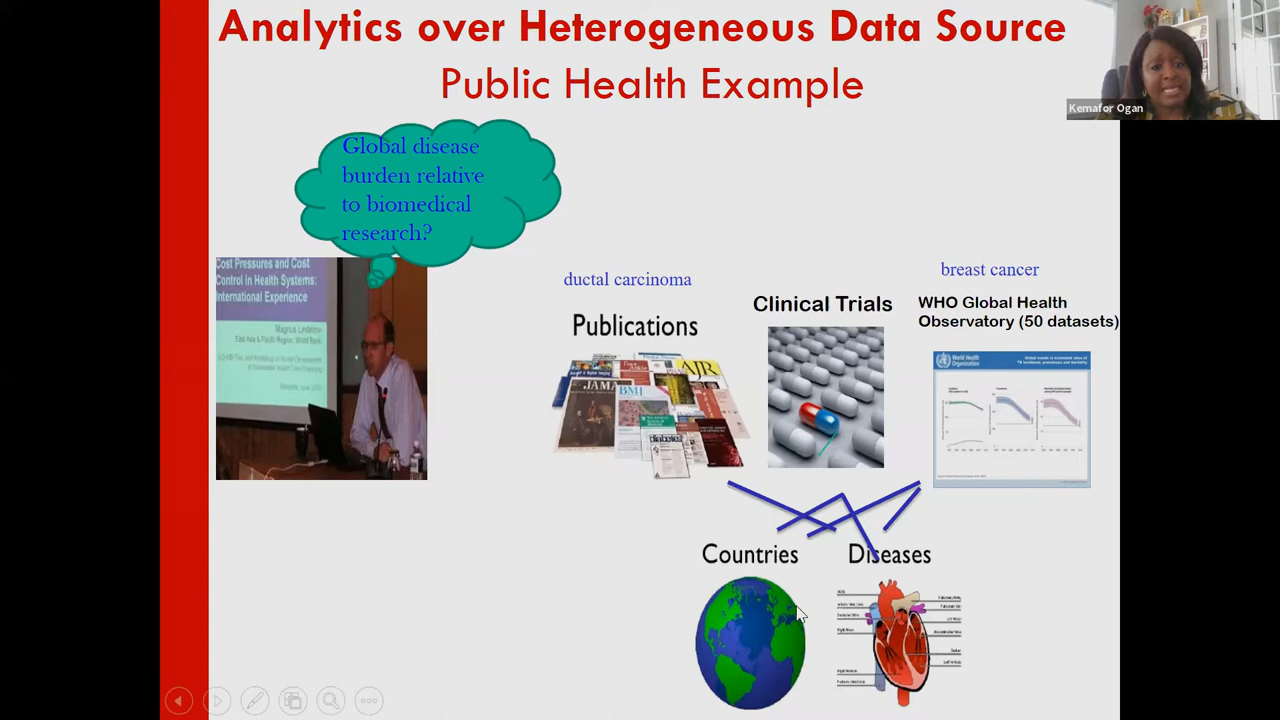 Analytics over Heterogeneous Data Source
Public Health Example
Kemafor Ogan
Global disease
burden relative
to biomedical
research?
Cost Pressures and Cost
Control in Health Systems:
International Experience
Magnus Lindelow
East Asia & Pacific Region, World Bank
ductal carcinoma
Publications
JAMA
BMJ
AJR
diabetes
Clinical Trials
breast cancer
WHO Global Health
Observatory (50 datasets)
World Health
Organization
Countries
Diseases